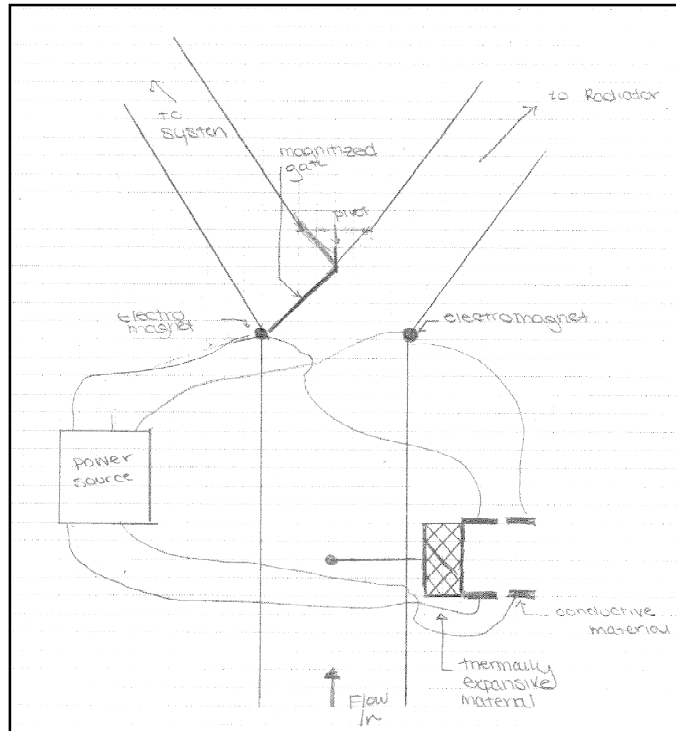 to
system
to Radiator
magnitized
gate
pivot
Electro
magnet
electromagnet
power
source
conductive
material
thermally
expansive
material
Flow
In